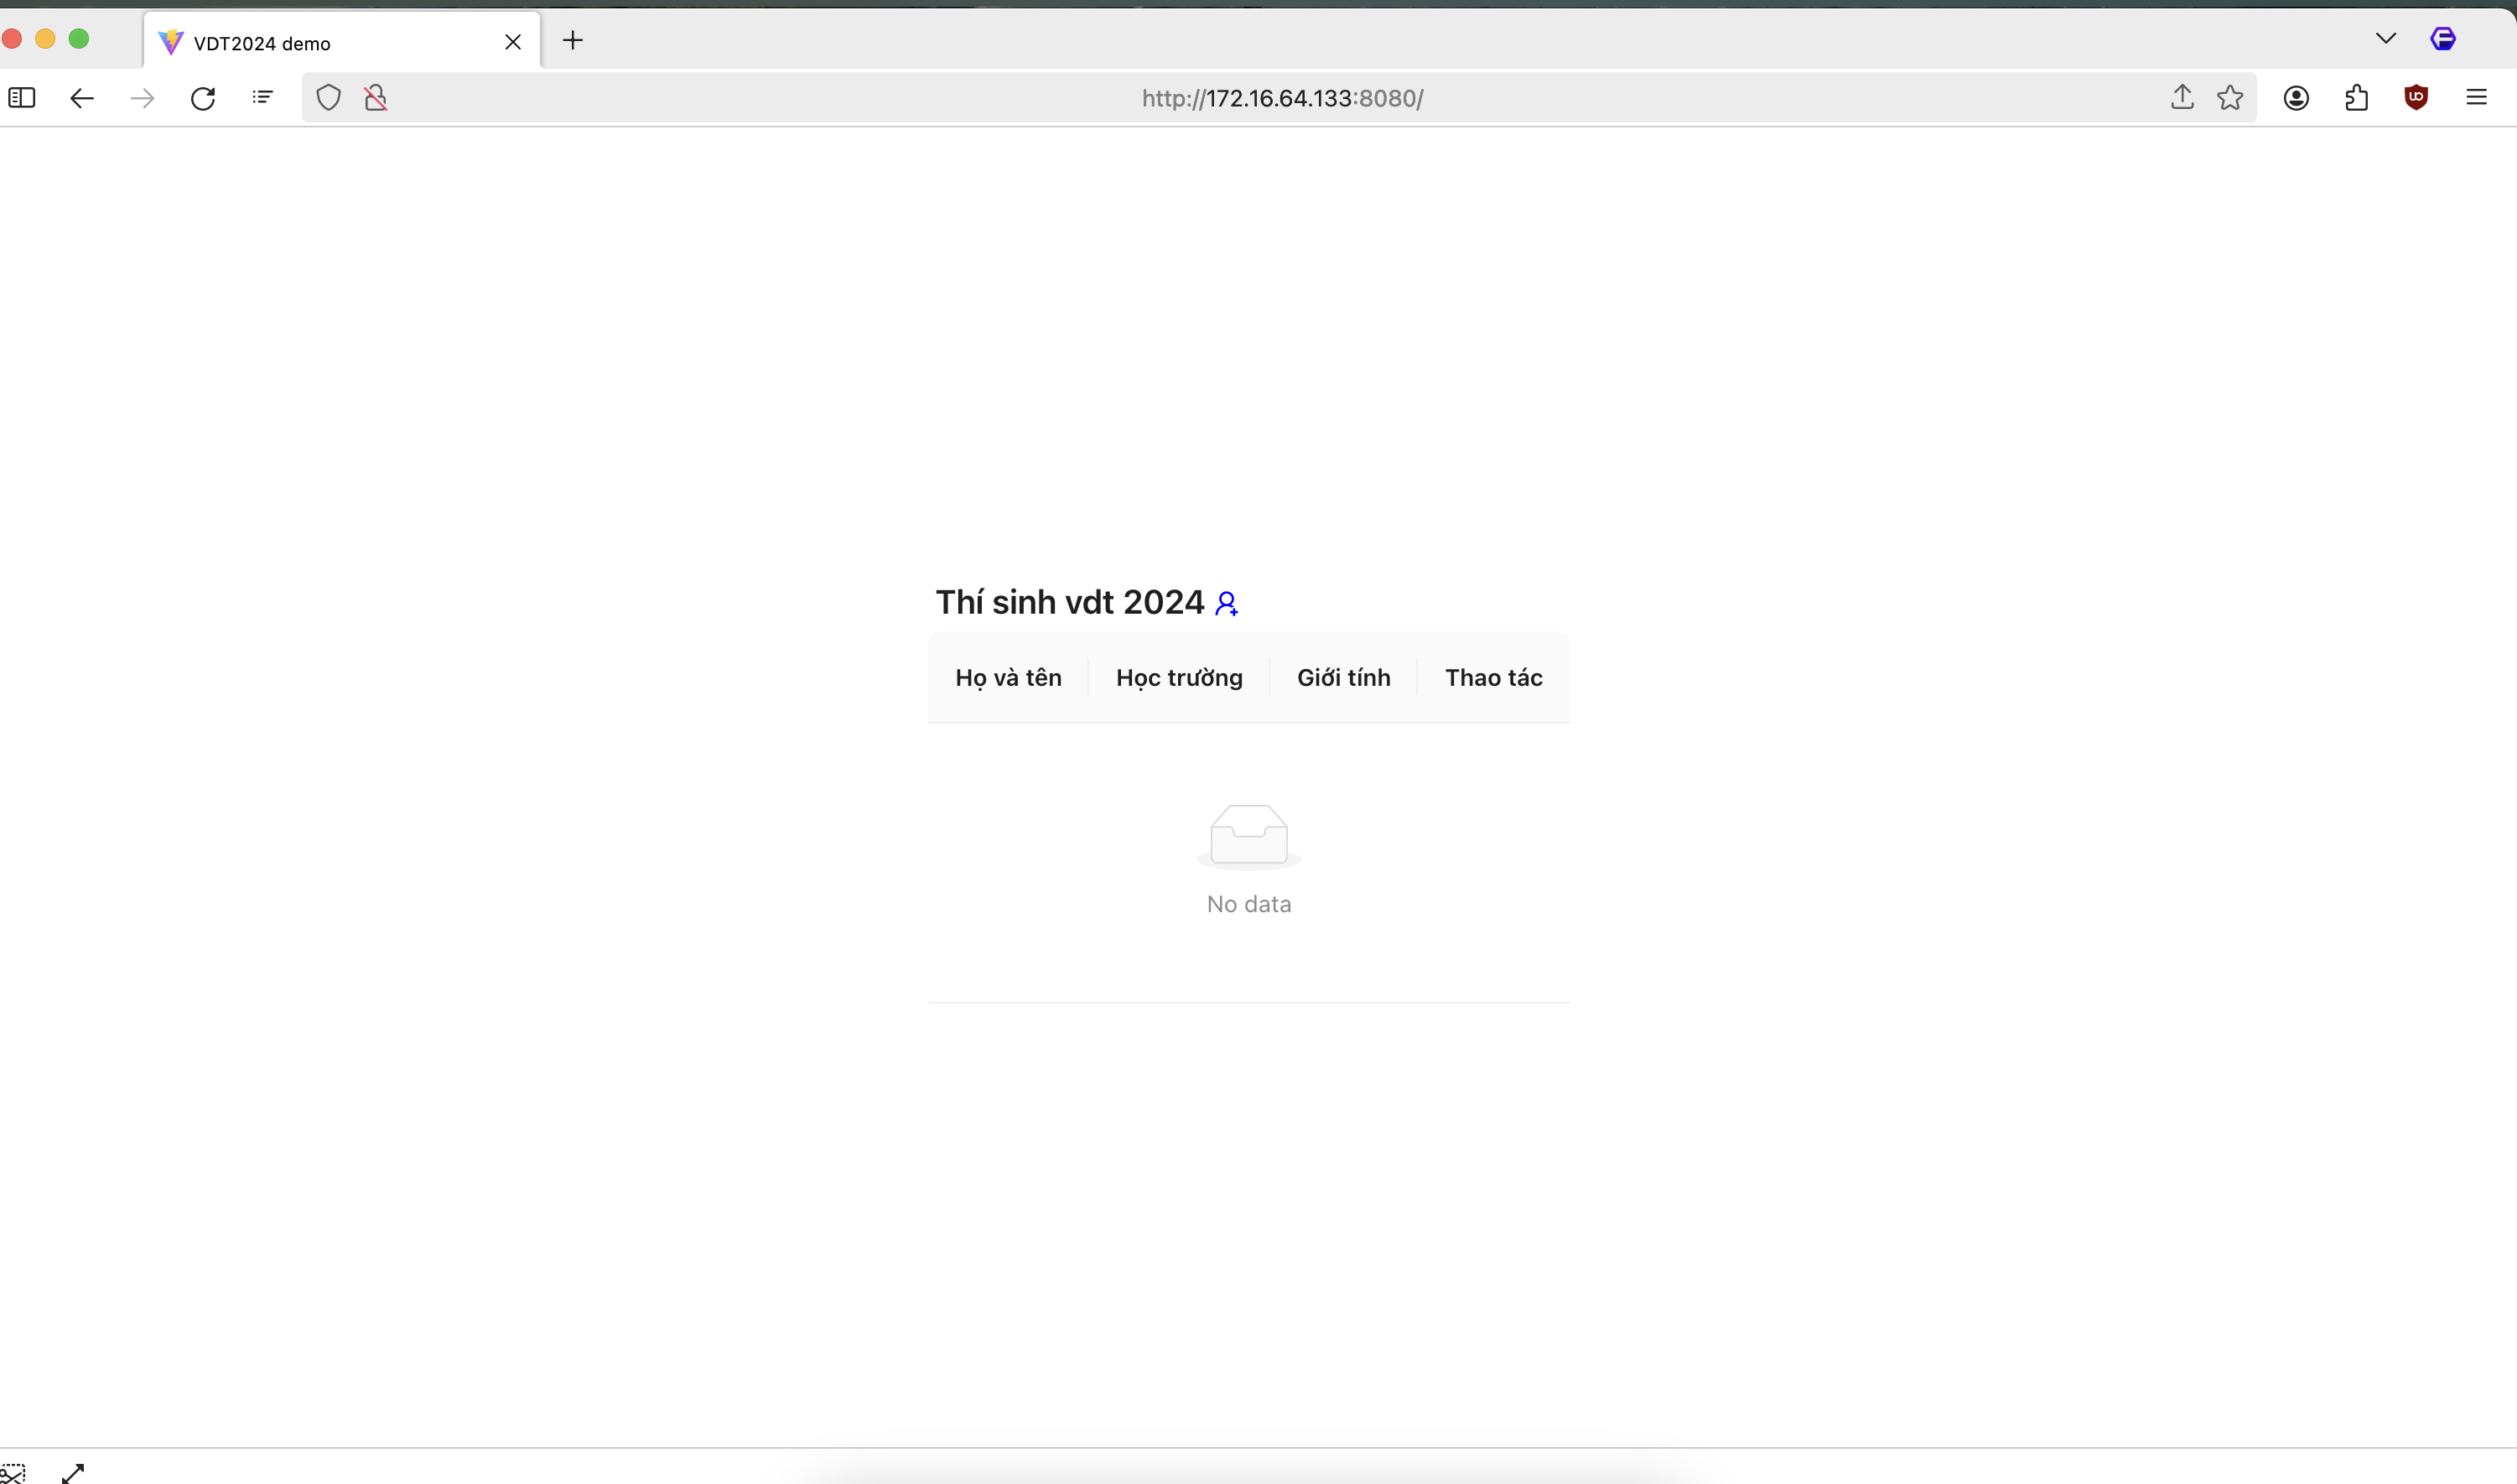 VDT2024 demo
http://172.16.64.133:8080/
Thí sinh vdt 2024
Họ và tên Học trường Giới tính Thao tác
No data